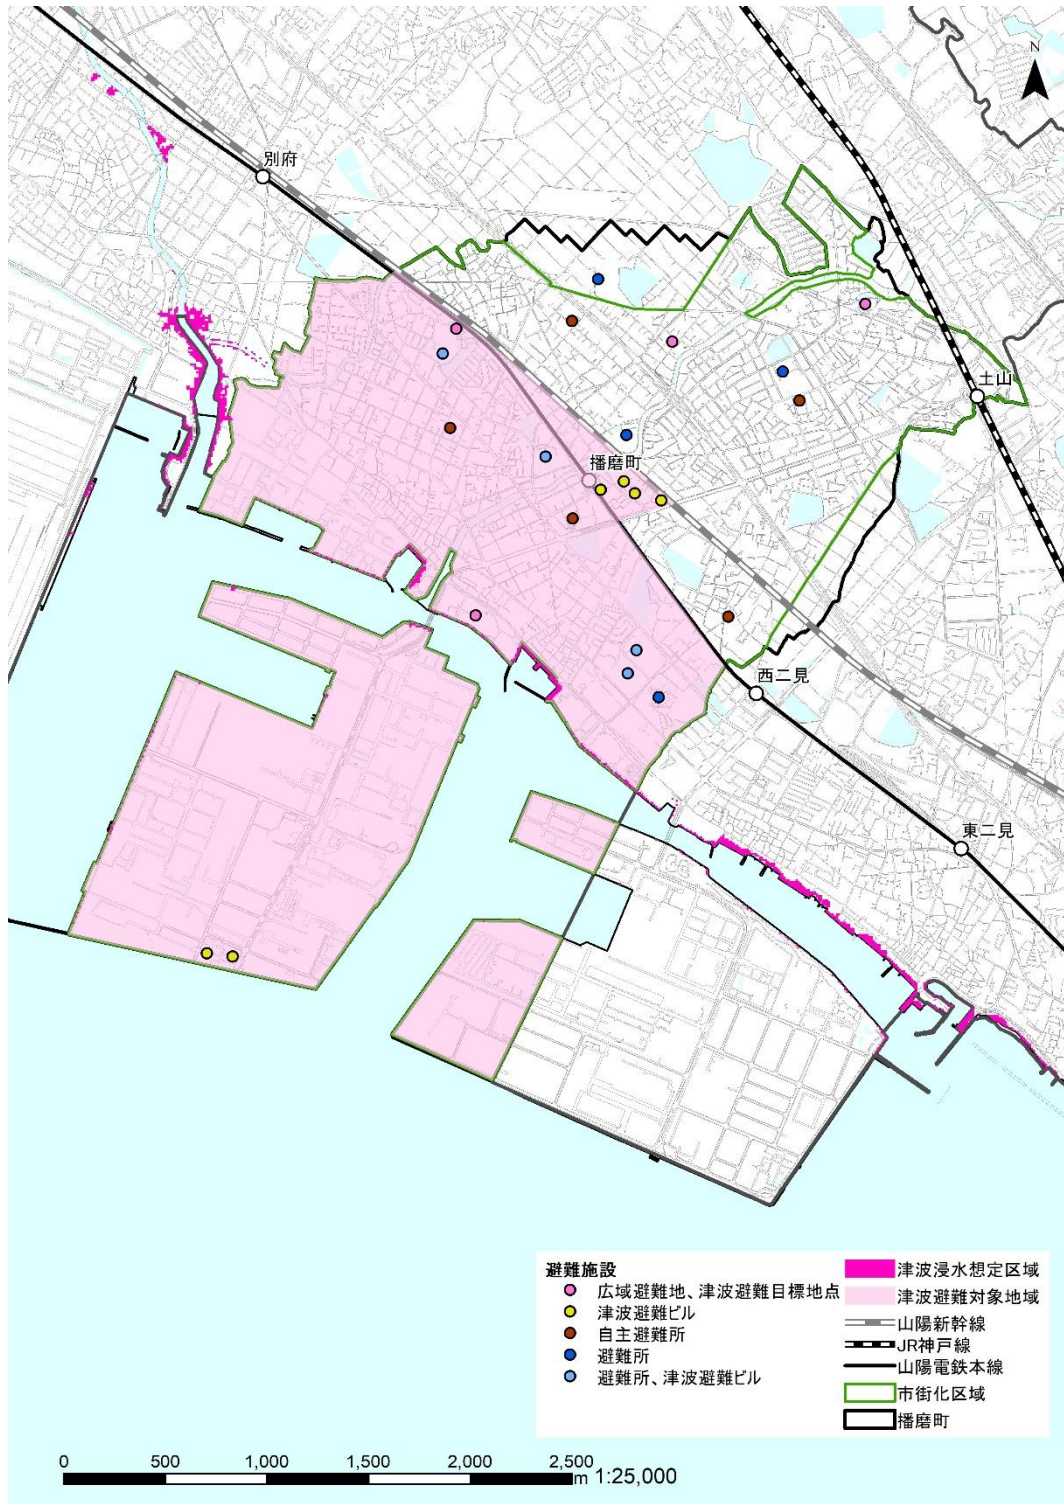 N
別府
土山
播磨町
西二見
東二見
避難施設
広域避難地、津波避難目標地点
津波避難ビル
自主避難所
避難所
避難所、津波避難ビル
津波浸水想定区域
津波避難対象地域
山陽新幹線
JR神戸線
山陽電鉄本線
市街化区域
播磨町
0 500 1,000 1,500 2,000 2,500 m 1:25,000